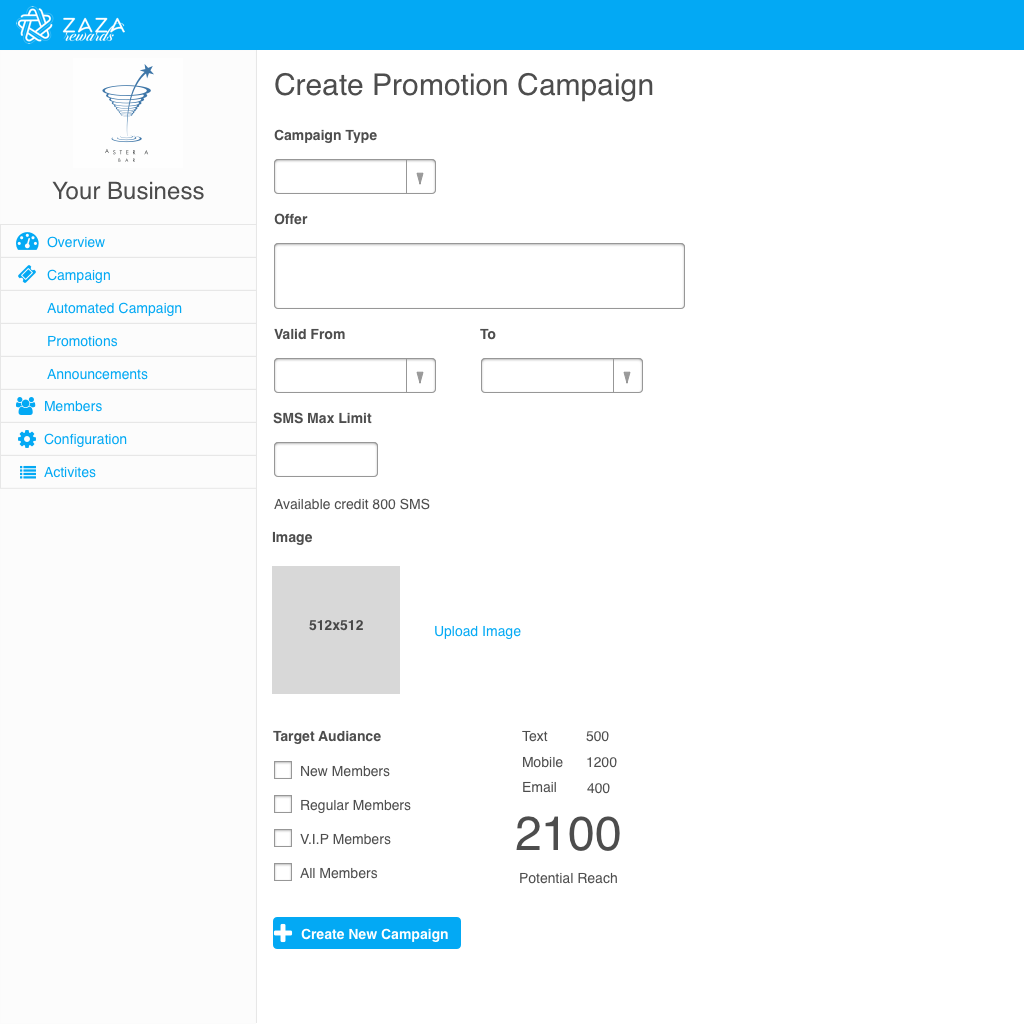 ZAZA
rewards
ASTER A
BAR
Your Business
Overview
Campaign
Automated Campaign
Promotions
Announcements
Members
Configuration
Activites
Create Promotion Campaign
Campaign Type
Offer
Valid From To
SMS Max Limit
Available credit 800 SMS
Image
512x512
Upload Image
Target Audiance
New Members
Regular Members
V.I.P Members
All Members
Text 500
Mobile 1200
Email 400
2100
Potential Reach
Create New Campaign